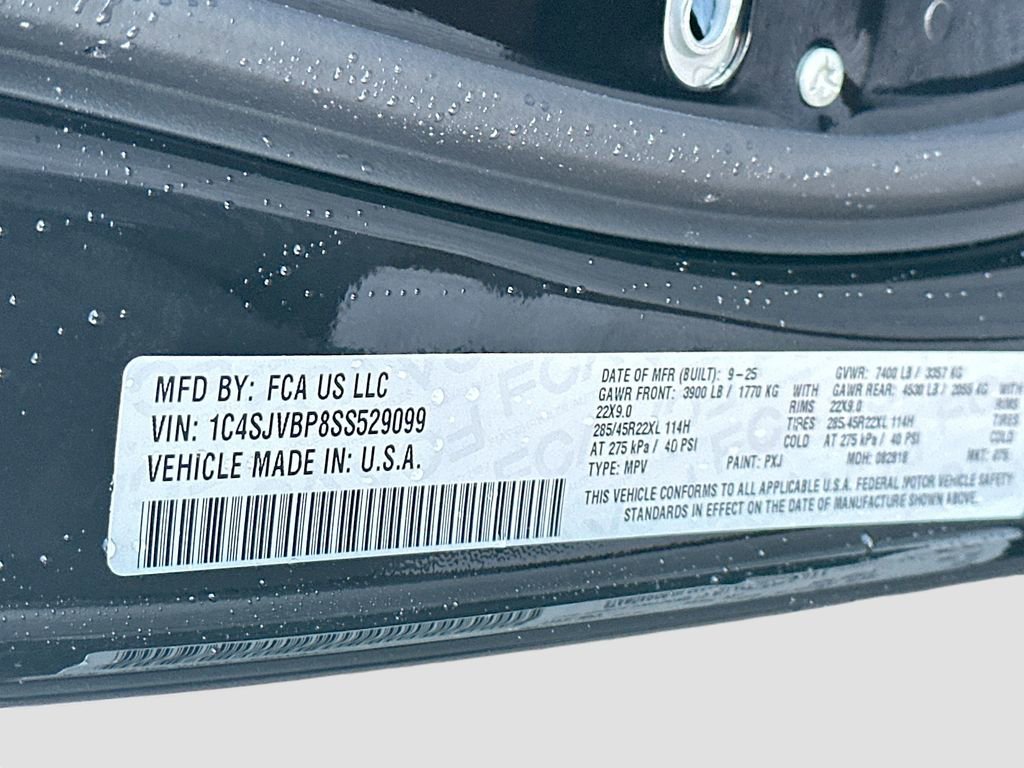 MFD BY: FCA US LLC
VIN: 1C4SJVBP8SS529099
VEHICLE MADE IN: U.S.A.
DATE OF MFR (BUILT): 9-25 GVWR: 7400 LB / 3357 KG
GAWR FRONT: 3900 LB / 1770 KG WITH GAWR REAR: 4530 LB / 2055 KG WITH
22X9.0 RIMS 22X9.0 RIMS
285/45R22XL 114H TIRES 285/45R22XL 114H TIRES
AT 275 kPa / 40 PSI COLD AT 275 kPa / 40 PSI COLD
TYPE: MPV PAINT: PXJ MDH: 082818 MKT:
THIS VEHICLE CONFORMS TO ALL APPLICABLE U.S.A. FEDERAL MOTOR VEHICLE SAFETY
STANDARDS IN EFFECT ON THE DATE OF MANUFACTURE SHOWN ABOVE.